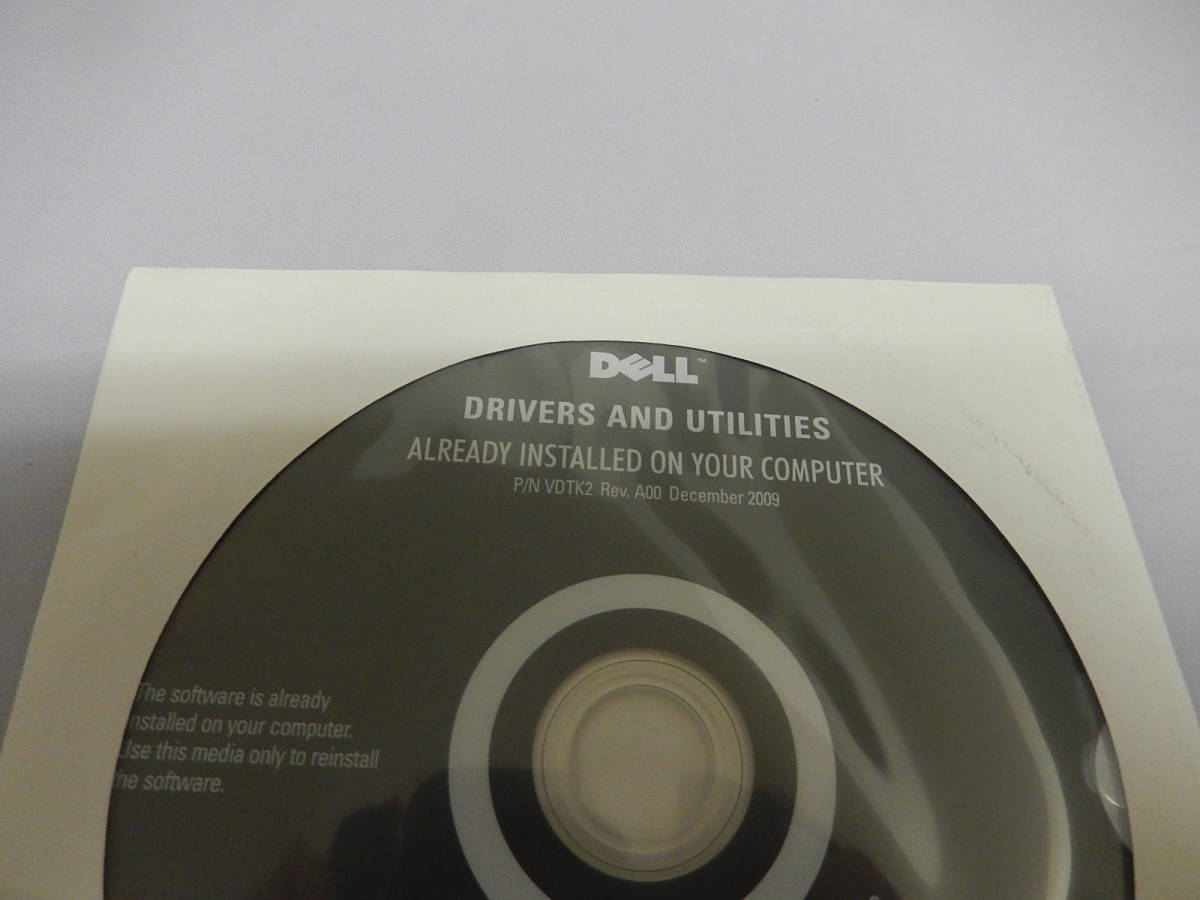 DELL™
DRIVERS AND UTILITIES
ALREADY INSTALLED ON YOUR COMPUTER
P/N VDTK2 Rev. A00 December 2009
The software is already
installed on your computer.
Use this media only to reinstall
the software.